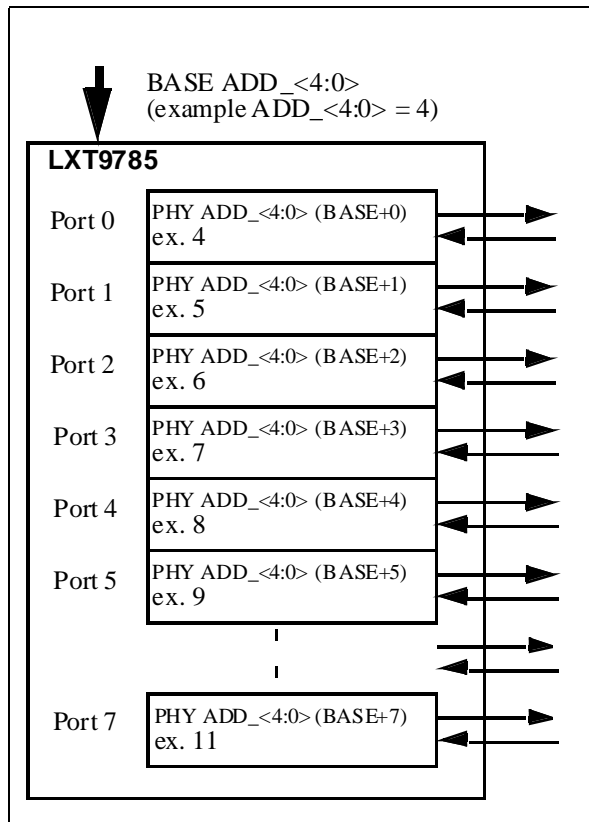 BASE ADD_<4:0>
(example ADD_<4:0> = 4)
LXT9785
Port 0
PHY ADD_<4:0> (BASE+0)
ex. 4
Port 1
PHY ADD_<4:0> (BASE+1)
ex. 5
Port 2
PHY ADD_<4:0> (BASE+2)
ex. 6
Port 3
PHY ADD_<4:0> (BASE+3)
ex. 7
Port 4
PHY ADD_<4:0> (BASE+4)
ex. 8
Port 5
PHY ADD_<4:0> (BASE+5)
ex. 9
Port 7
PHY ADD_<4:0> (BASE+7)
ex. 11